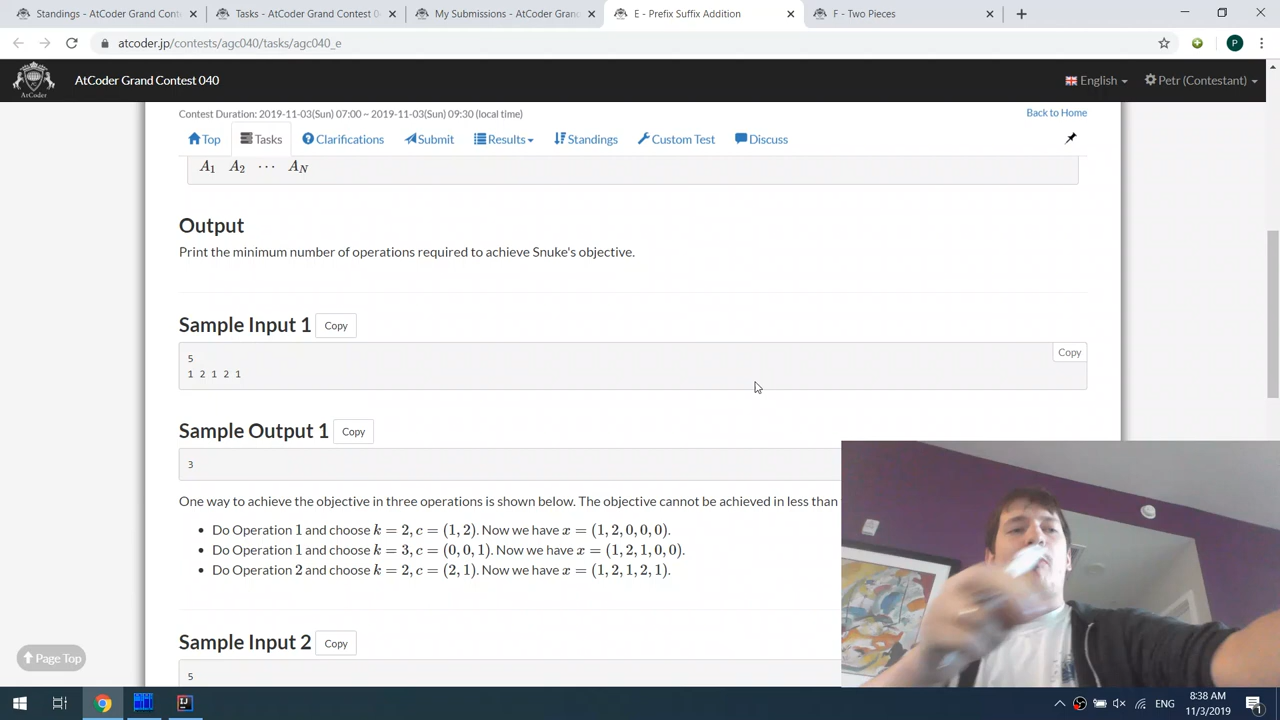 Standings - AtCoder Grand Contest
Tasks - AtCoder Grand Contest 040
My Submissions - AtCoder Grand
E - Prefix Suffix Addition
F - Two Pieces
atcoder.jp/contests/agc040/tasks/agc040_e
P
AtCoder
AtCoder Grand Contest 040
English
Petr (Contestant)
Contest Duration: 2019-11-03(Sun) 07:00 ~ 2019-11-03(Sun) 09:30 (local time)
Back to Home
Top
Tasks
Clarifications
Submit
Results
Standings
Custom Test
Discuss
A₁ A₂ ⋯ A_N
Output
Print the minimum number of operations required to achieve Snuke's objective.
Sample Input 1
Copy
Copy
5
1 2 1 2 1
Sample Output 1
Copy
3
One way to achieve the objective in three operations is shown below. The objective cannot be achieved in less than
Do Operation 1 and choose k = 2, c = (1, 2). Now we have x = (1, 2, 0, 0, 0).
Do Operation 1 and choose k = 3, c = (0, 0, 1). Now we have x = (1, 2, 1, 0, 0).
Do Operation 2 and choose k = 2, c = (2, 1). Now we have x = (1, 2, 1, 2, 1).
Sample Input 2
Copy
5
Page Top
ENG
8:38 AM
11/3/2019
1